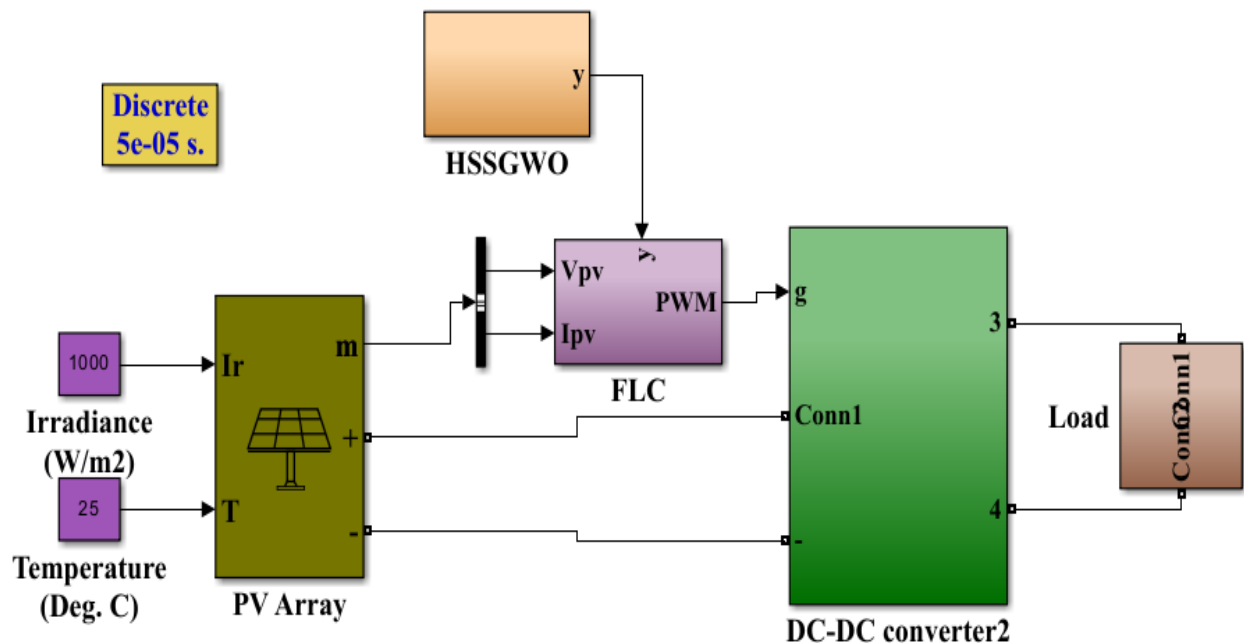 Discrete
5e-05 s.
y
HSSGWO
y
Vpv
Ipv
PWM
FLC
1000
Irradiance
(W/m2)
25
Temperature
(Deg. C)
Ir
T
m
+
-
PV Array
g
Conn1
-
3
4
DC-DC converter2
Load
Conn1